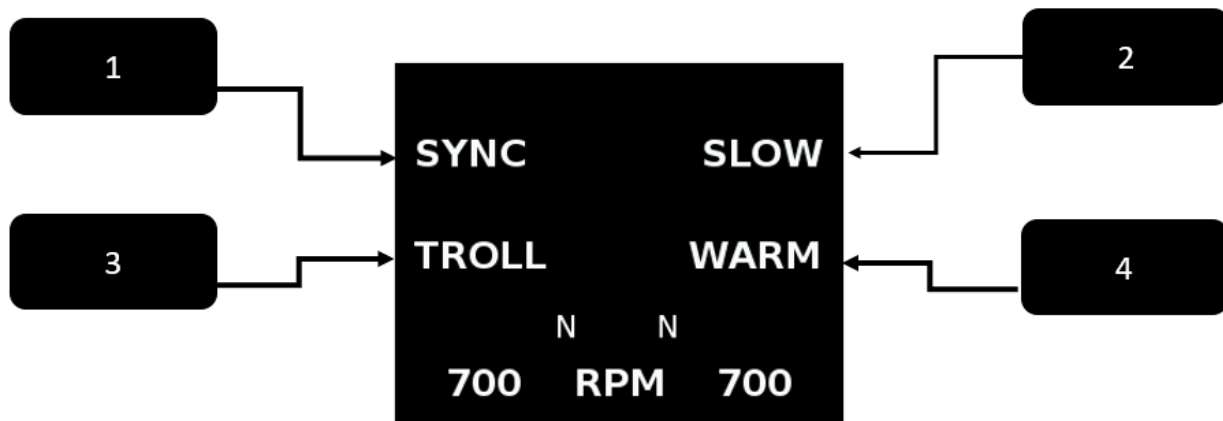 1
2
SYNC SLOW
3
TROLL WARM
4
N N
700 RPM 700